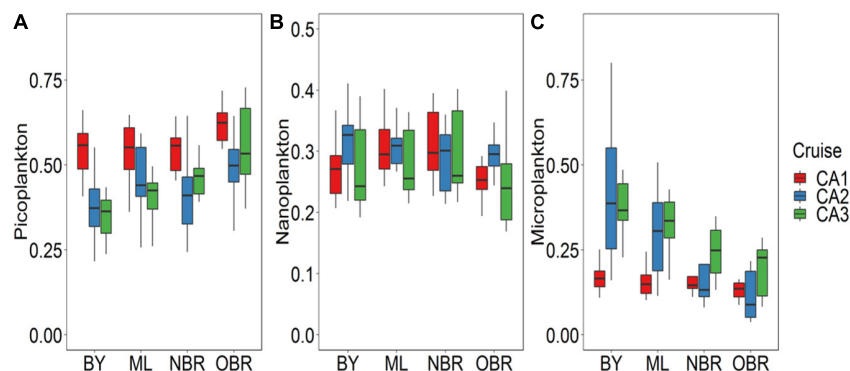 A
B
C
Picoplankton
0.75
0.50
0.25
0.00
BY ML NBR OBR
Nanoplankton
0.5
0.4
0.3
0.2
0.1
0.0
BY ML NBR OBR
Microplankton
0.75
0.50
0.25
0.00
BY ML NBR OBR
Cruise
CA1
CA2
CA3